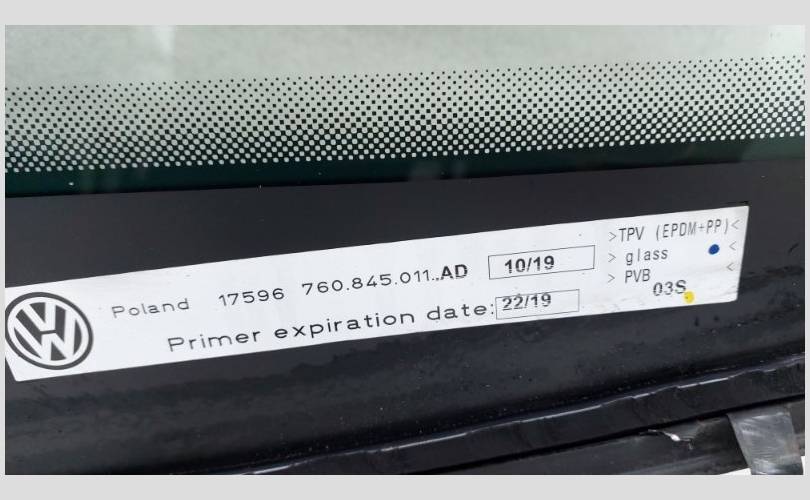 Poland 17596 760.845.011..AD 10/19
Primer expiration date: 22/19
>TPV (EPDM+PP)<
> glass <
> PVB <
03S